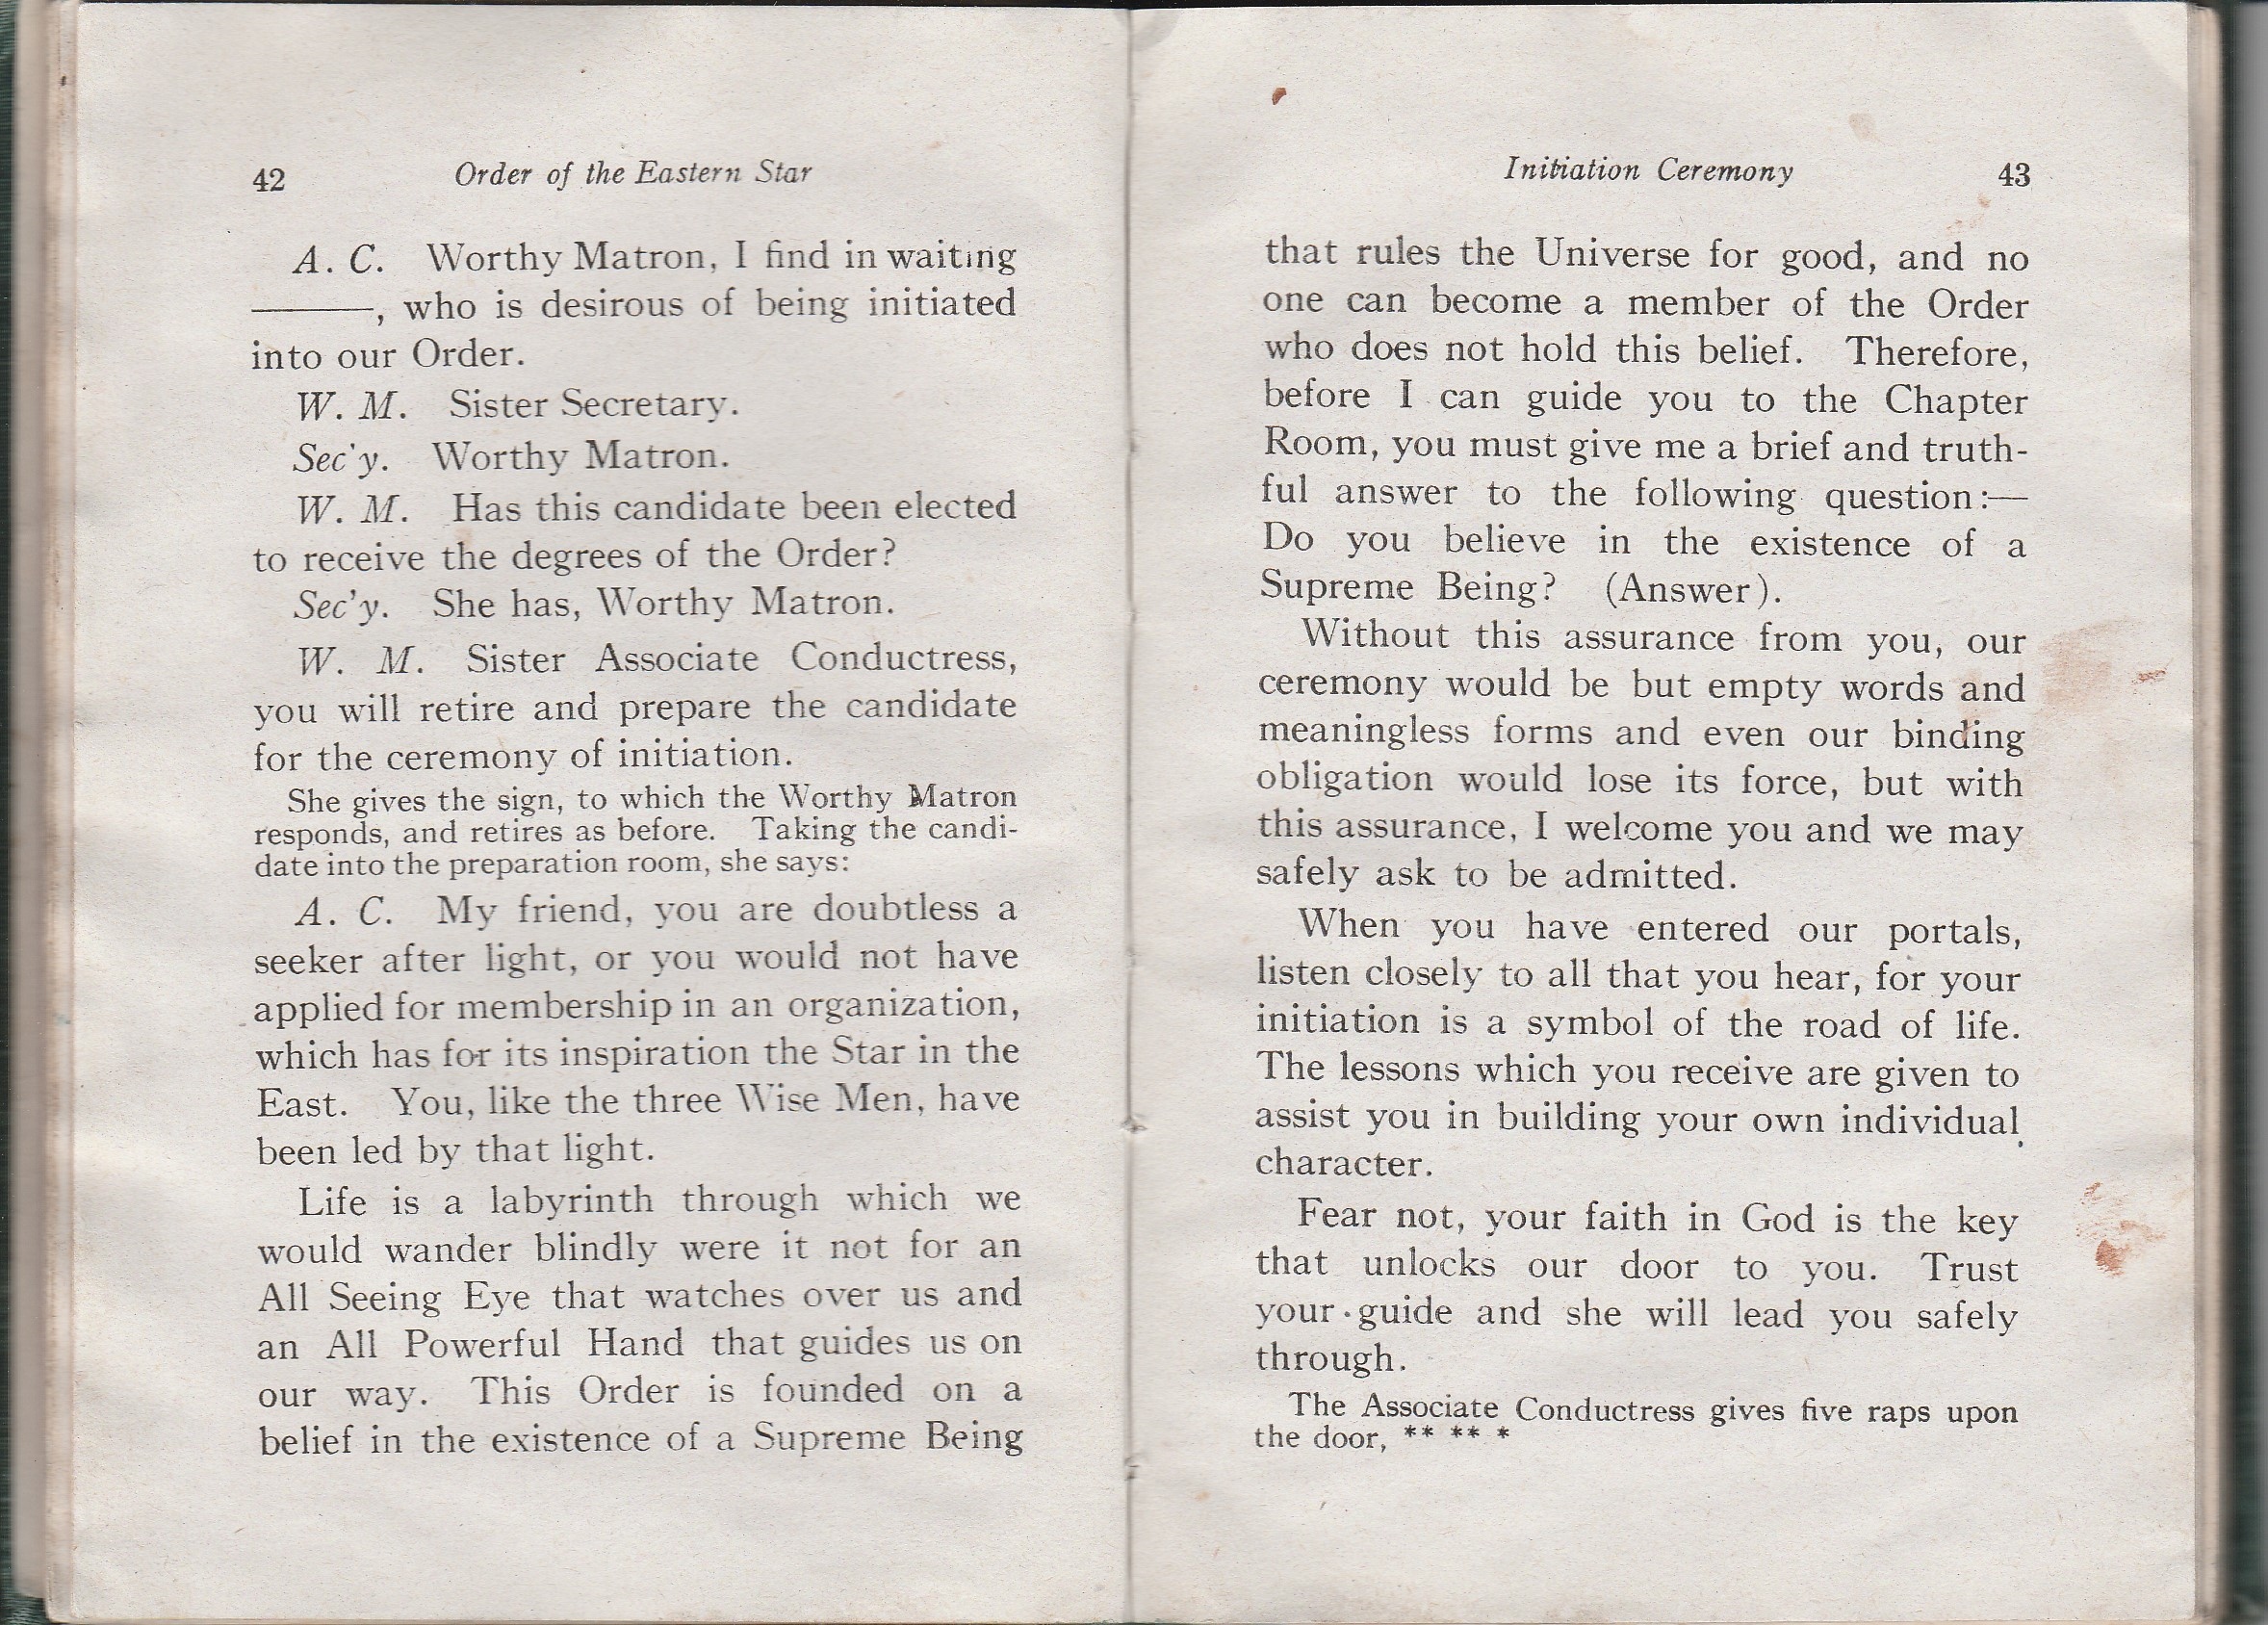 42 Order of the Eastern Star
A. C. Worthy Matron, I find in waiting
———, who is desirous of being initiated
into our Order.
W. M. Sister Secretary.
Sec'y. Worthy Matron.
W. M. Has this candidate been elected
to receive the degrees of the Order?
Sec'y. She has, Worthy Matron.
W. M. Sister Associate Conductress,
you will retire and prepare the candidate
for the ceremony of initiation.
She gives the sign, to which the Worthy Matron
responds, and retires as before. Taking the candi-
date into the preparation room, she says:
A. C. My friend, you are doubtless a
seeker after light, or you would not have
applied for membership in an organization,
which has for its inspiration the Star in the
East. You, like the three Wise Men, have
been led by that light.
Life is a labyrinth through which we
would wander blindly were it not for an
All Seeing Eye that watches over us and
an All Powerful Hand that guides us on
our way. This Order is founded on a
belief in the existence of a Supreme Being
Initiation Ceremony 43
that rules the Universe for good, and no
one can become a member of the Order
who does not hold this belief. Therefore,
before I can guide you to the Chapter
Room, you must give me a brief and truth-
ful answer to the following question:—
Do you believe in the existence of a
Supreme Being? (Answer).
Without this assurance from you, our
ceremony would be but empty words and
meaningless forms and even our binding
obligation would lose its force, but with
this assurance, I welcome you and we may
safely ask to be admitted.
When you have entered our portals,
listen closely to all that you hear, for your
initiation is a symbol of the road of life.
The lessons which you receive are given to
assist you in building your own individual
character.
Fear not, your faith in God is the key
that unlocks our door to you. Trust
your guide and she will lead you safely
through.
The Associate Conductress gives five raps upon
the door, ** ** *